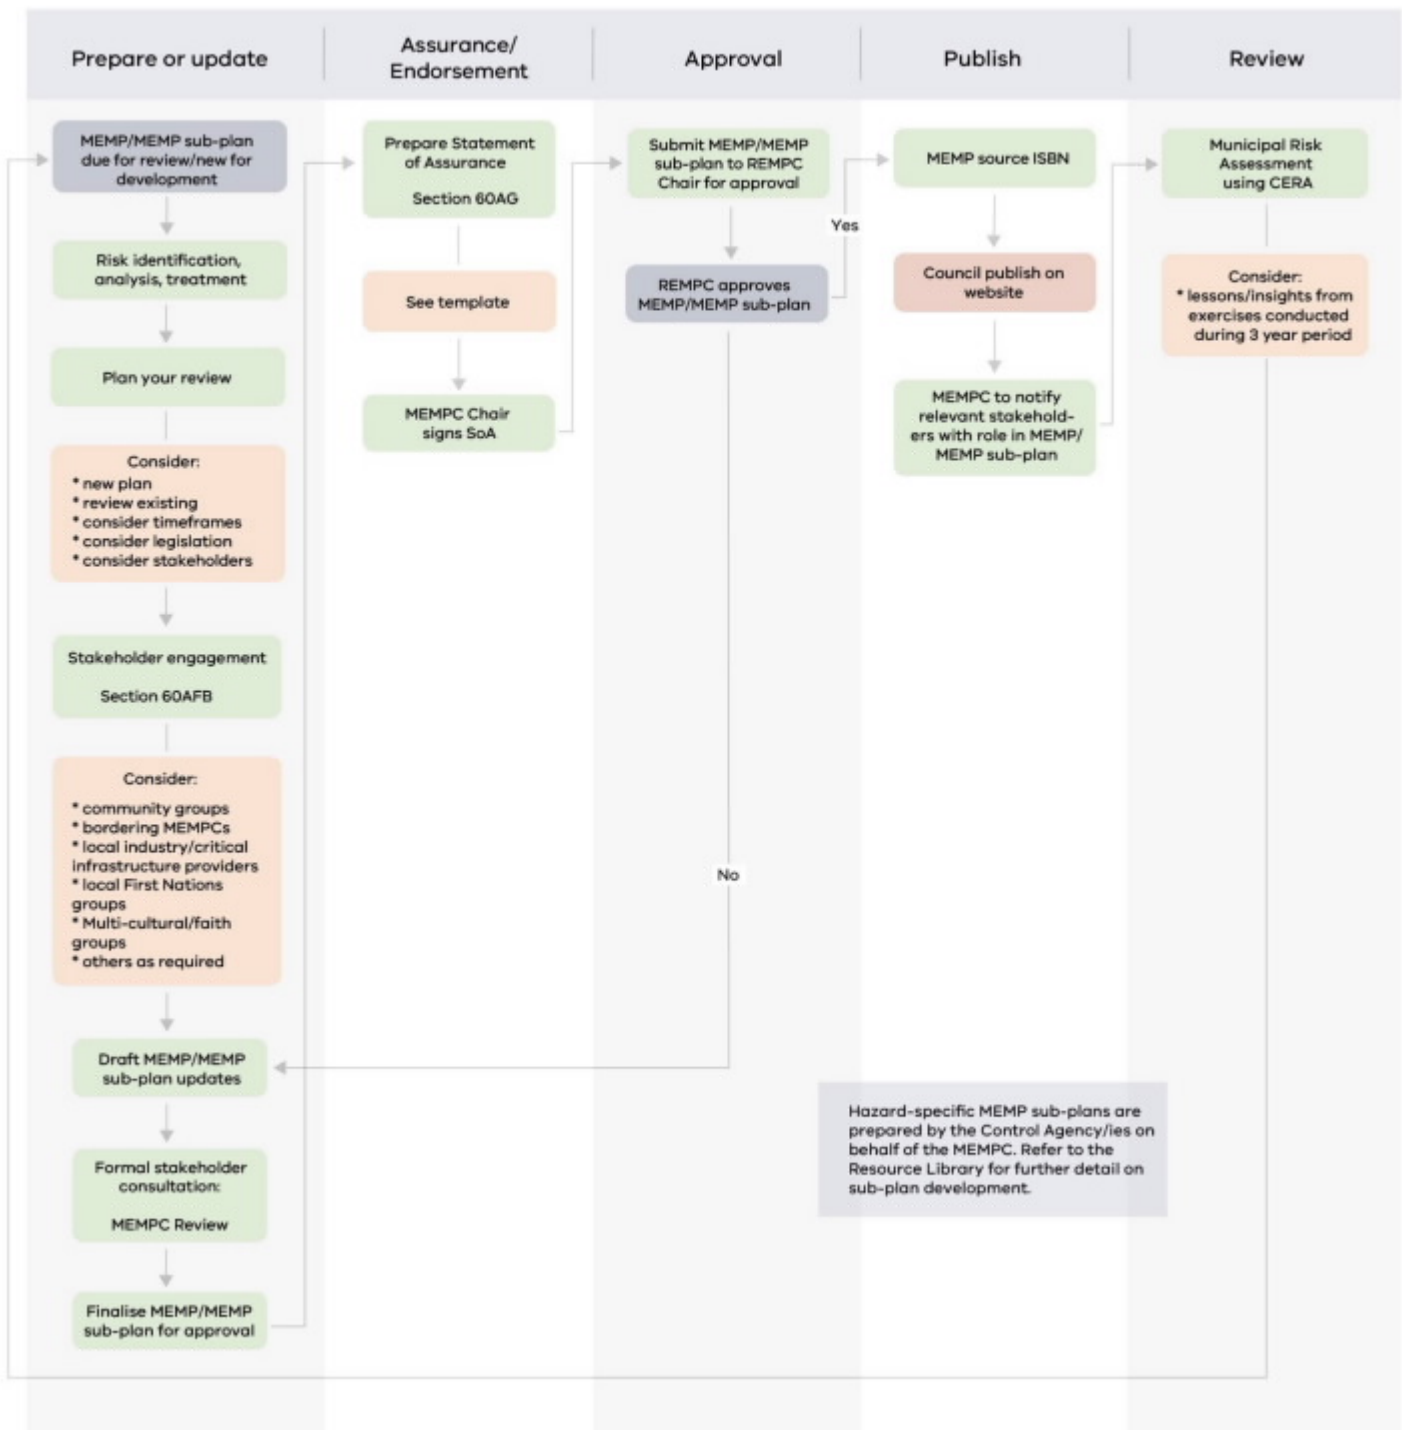 Prepare or update
Assurance/
Endorsement
Approval
Publish
Review
MEMP/MEMP sub-plan
due for review/new for
development
Risk identification,
analysis, treatment
Plan your review
Consider:
* new plan
* review existing
* consider timeframes
* consider legislation
* consider stakeholders
Stakeholder engagement
Section 60AFB
Consider:
* community groups
* bordering MEMPCs
* local industry/critical
infrastructure providers
* local First Nations
groups
* Multi-cultural/faith
groups
* others as required
Draft MEMP/MEMP
sub-plan updates
Formal stakeholder
consultation:
MEMPC Review
Finalise MEMP/MEMP
sub-plan for approval
Prepare Statement
of Assurance
Section 60AG
See template
MEMPC Chair
signs SoA
Submit MEMP/MEMP
sub-plan to REMPC
Chair for approval
REMPC approves
MEMP/MEMP sub-plan
Yes
No
MEMP source ISBN
Council publish on
website
MEMPC to notify
relevant stakehold-
ers with role in MEMP/
MEMP sub-plan
Municipal Risk
Assessment
using CERA
Consider:
* lessons/insights from
exercises conducted
during 3 year period
Hazard-specific MEMP sub-plans are
prepared by the Control Agency/ies on
behalf of the MEMPC. Refer to the
Resource Library for further detail on
sub-plan development.